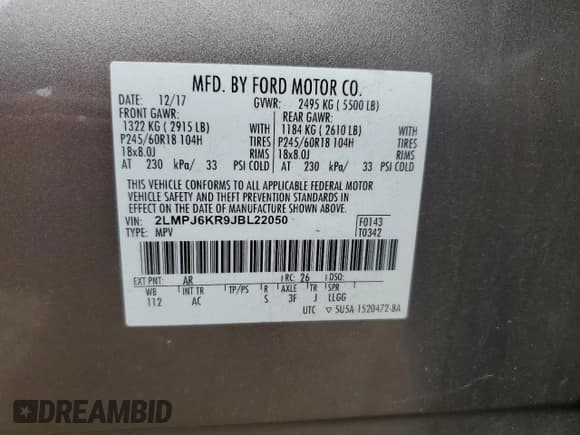 MFD. BY FORD MOTOR CO.
DATE: 12/17 GVWR: 2495 KG ( 5500 LB)
FRONT GAWR: REAR GAWR:
1322 KG ( 2915 LB) WITH 1184 KG ( 2610 LB) WITH
P245/60R18 104H TIRES P245/60R18 104H TIRES
18x8.0J RIMS 18x8.0J RIMS
AT 230 kPa/ 33 PSI COLD AT 230 kPa/ 33 PSI COLD
THIS VEHICLE CONFORMS TO ALL APPLICABLE FEDERAL MOTOR
VEHICLE SAFETY AND THEFT PREVENTION STANDARDS IN
EFFECT ON THE DATE OF MANUFACTURE SHOWN ABOVE.
VIN: 2LMPJ6KR9JBL22050 F0143
TYPE: MPV T0342
EXT PNT: AR RC: 26 DSO:
WB INT TR TP/PS R AXLE TR SPR
112 AC S 3F J LLGG
UTC ▽ 5U5A-1520472-BA
DREAMBID